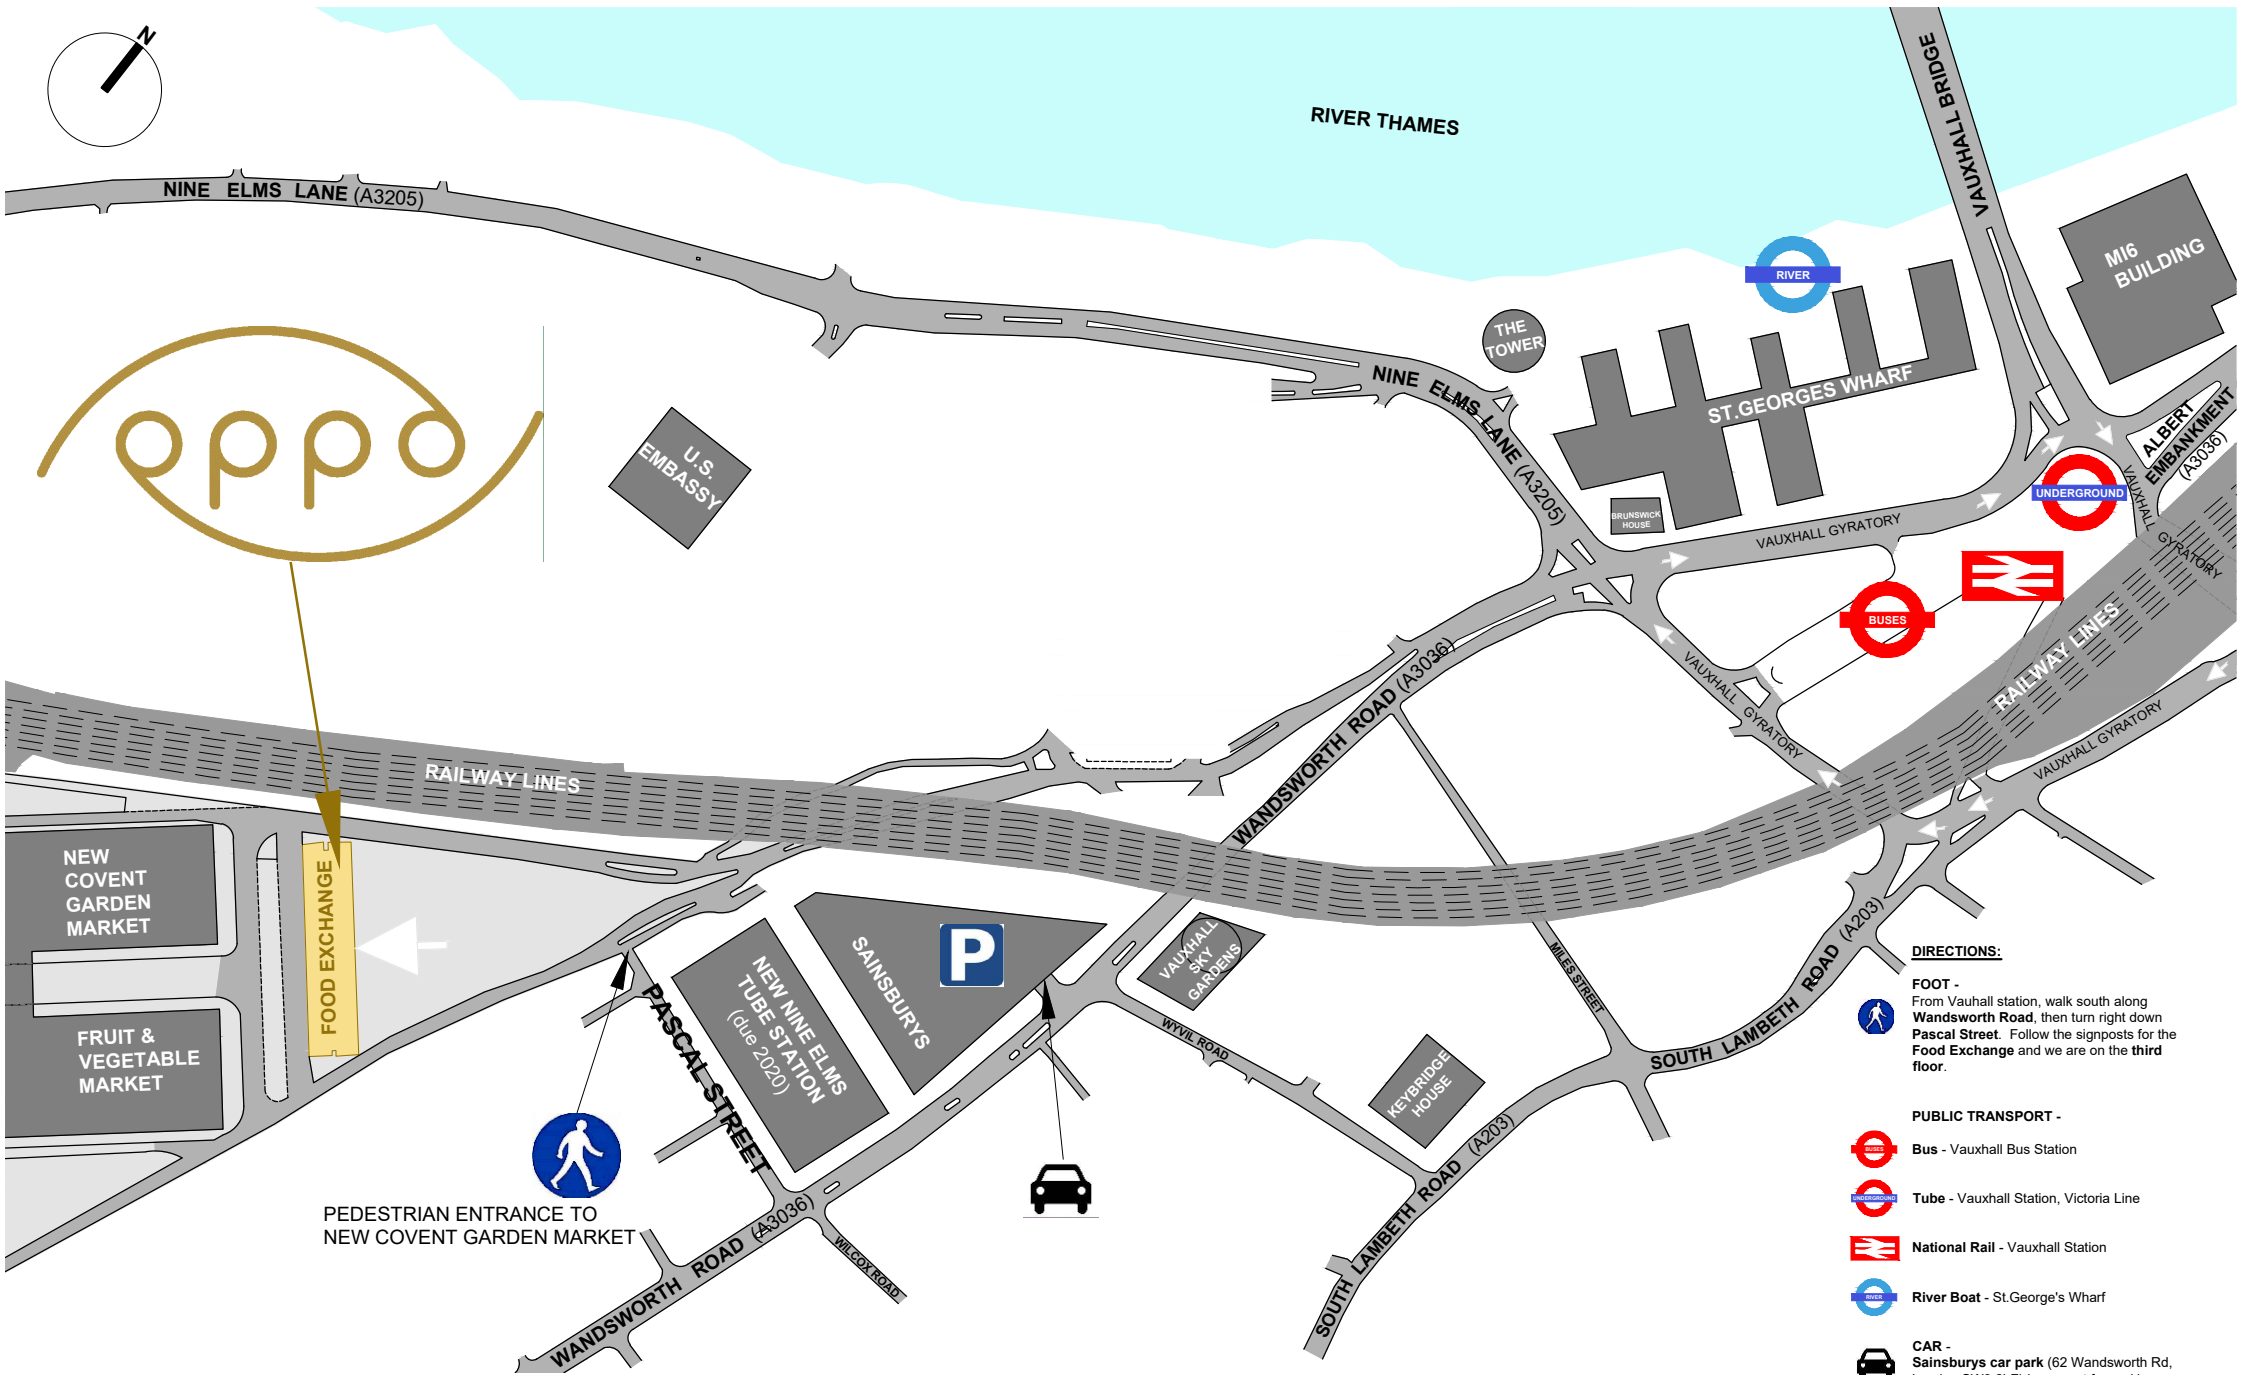 N
RIVER THAMES
VAUXHALL BRIDGE
NINE ELMS LANE (A3205)
MI6
BUILDING
RIVER
THE
TOWER
ST.GEORGES WHARF
NINE ELMS LANE (A3205)
ALBERT
EMBANKMENT
(A3036)
oppo
U.S.
EMBASSY
UNDERGROUND
BRUNSWICK
HOUSE
VAUXHALL GYRATORY
VAUXHALL
GYRATORY
BUSES
RAILWAY LINES
VAUXHALL GYRATORY
VAUXHALL GYRATORY
WANDSWORTH ROAD (A3036)
RAILWAY LINES
NEW
COVENT
GARDEN
MARKET
FOOD EXCHANGE
FRUIT &
VEGETABLE
MARKET
PASCAL STREET
NEW NINE ELMS
TUBE STATION
(due 2020)
SAINSBURYS
P
VAUXHALL
SKY
GARDENS
MILES STREET
WYVIL ROAD
KEYBRIDGE
HOUSE
SOUTH LAMBETH ROAD (A203)
SOUTH LAMBETH ROAD (A203)
PEDESTRIAN ENTRANCE TO
NEW COVENT GARDEN MARKET
WANDSWORTH ROAD (A3036)
WILCOX ROAD
DIRECTIONS:
FOOT -
From Vauhall station, walk south along
Wandsworth Road, then turn right down
Pascal Street. Follow the signposts for the
Food Exchange and we are on the third
floor.
PUBLIC TRANSPORT -
BUSES
Bus - Vauxhall Bus Station
UNDERGROUND
Tube - Vauxhall Station, Victoria Line
National Rail - Vauxhall Station
RIVER
River Boat - St.George's Wharf
CAR -
Sainsburys car park (62 Wandsworth Rd,